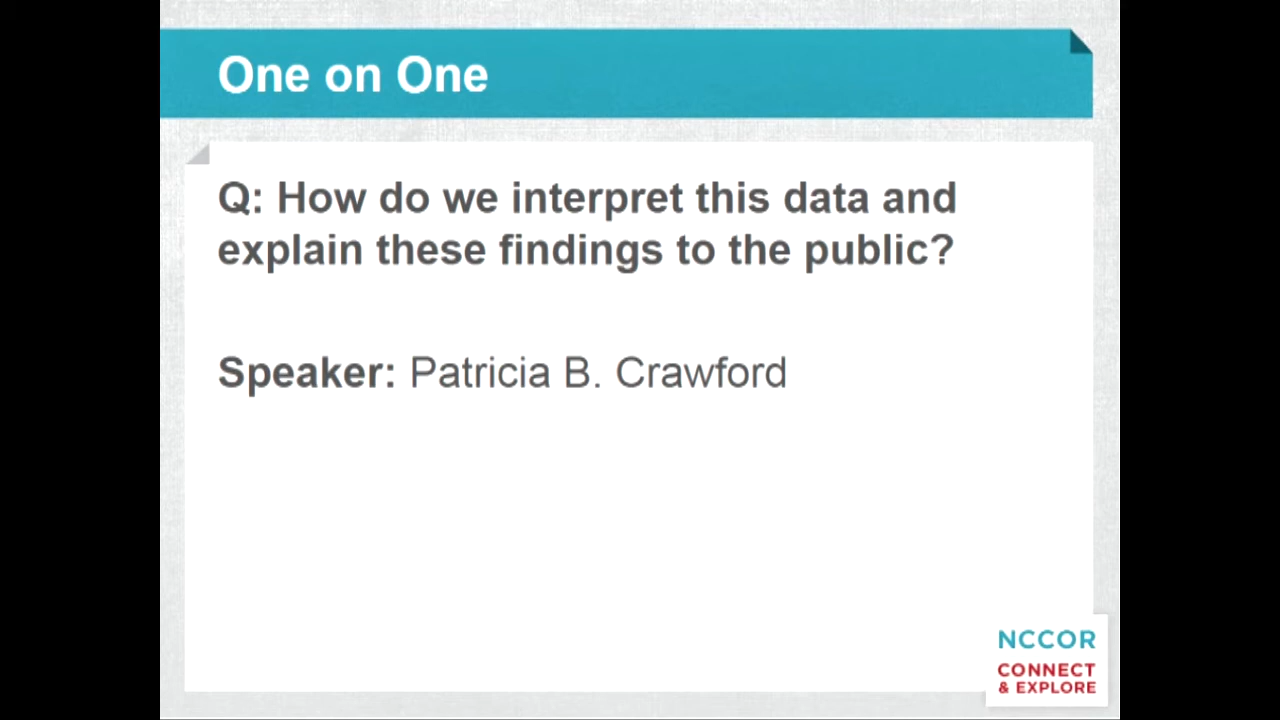 One on One
Q: How do we interpret this data and
explain these findings to the public?
Speaker: Patricia B. Crawford
NCCOR
CONNECT
& EXPLORE